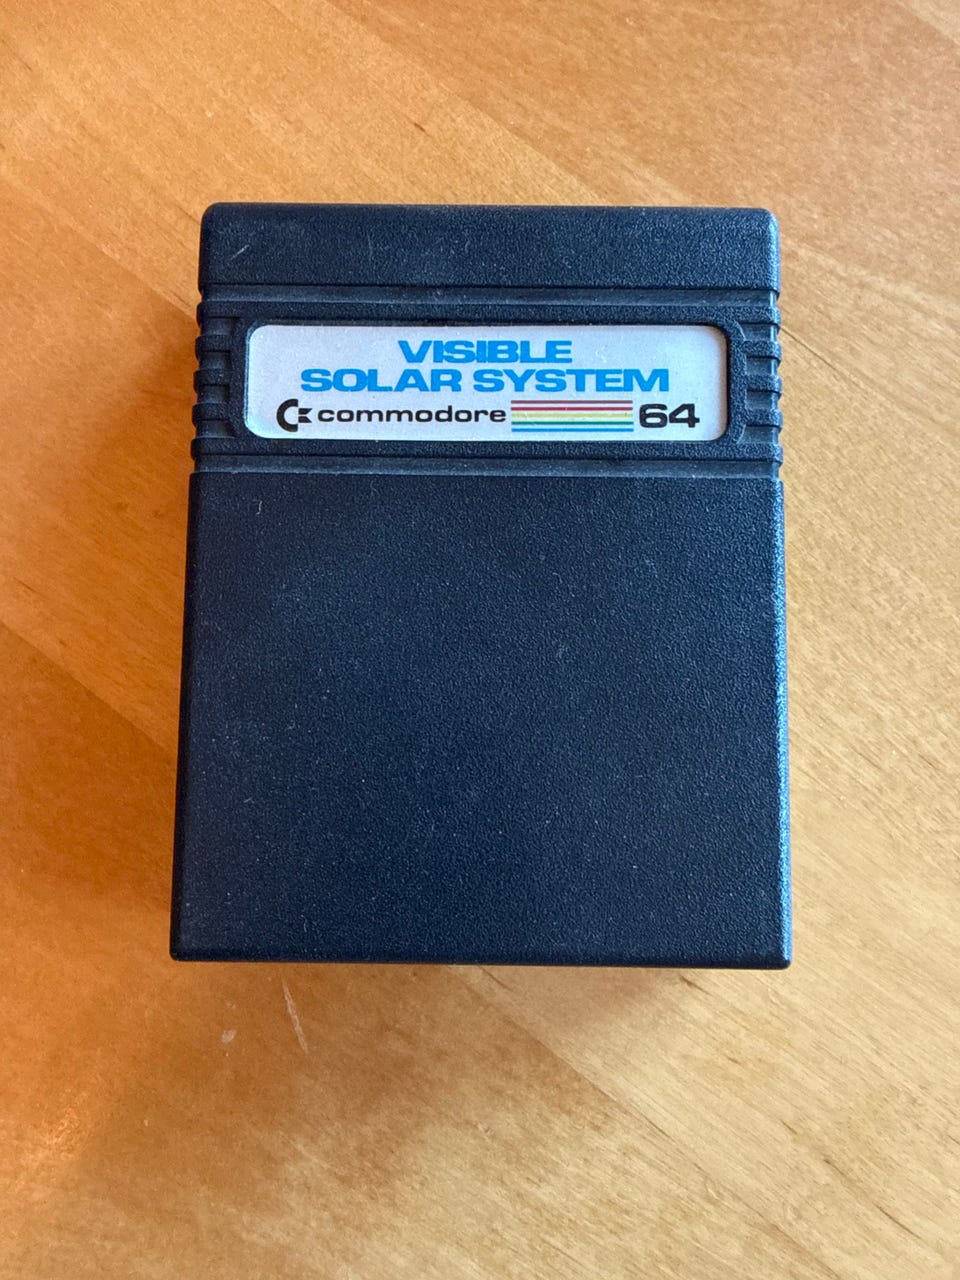 VISIBLE
SOLAR SYSTEM
commodore 64